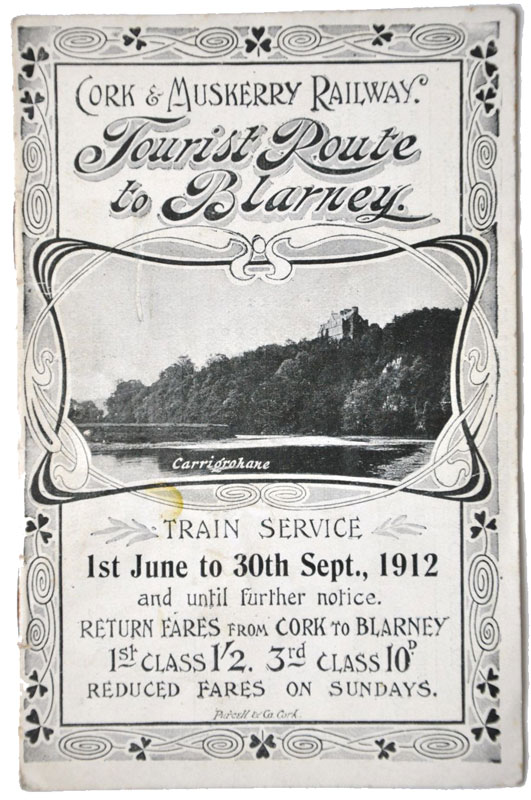 CORK & MUSKERRY RAILWAY.
Tourist Route
to Blarney.
Carrigrohane
TRAIN SERVICE
1st June to 30th Sept., 1912
and until further notice.
RETURN FARES FROM CORK TO BLARNEY
1st CLASS 1/2. 3rd CLASS 10D
REDUCED FARES ON SUNDAYS.
Purcell & Co. Cork.